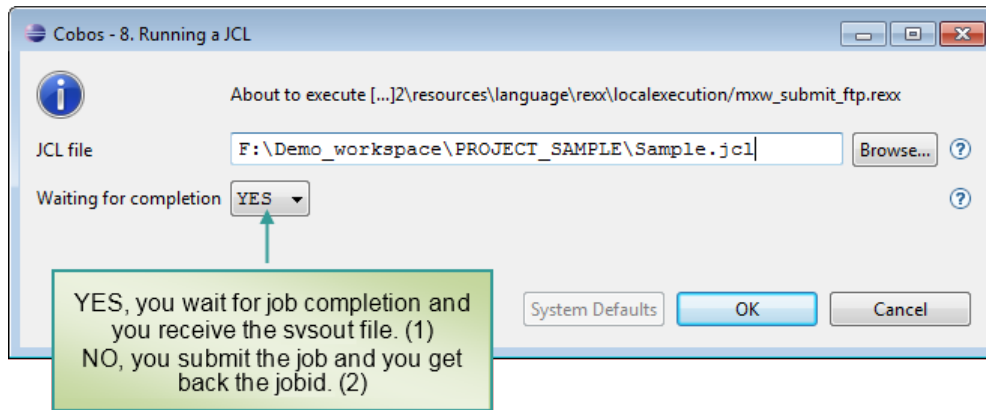 Cobos - 8. Running a JCL
About to execute [...]2\resources\language\rexx\localexecution/mxw_submit_ftp.rexx
JCL file
F:\Demo_workspace\PROJECT_SAMPLE\Sample.jcl
Browse...
?
Waiting for completion
YES
?
YES, you wait for job completion and
you receive the svsout file. (1)
NO, you submit the job and you get
back the jobid. (2)
System Defaults
OK
Cancel